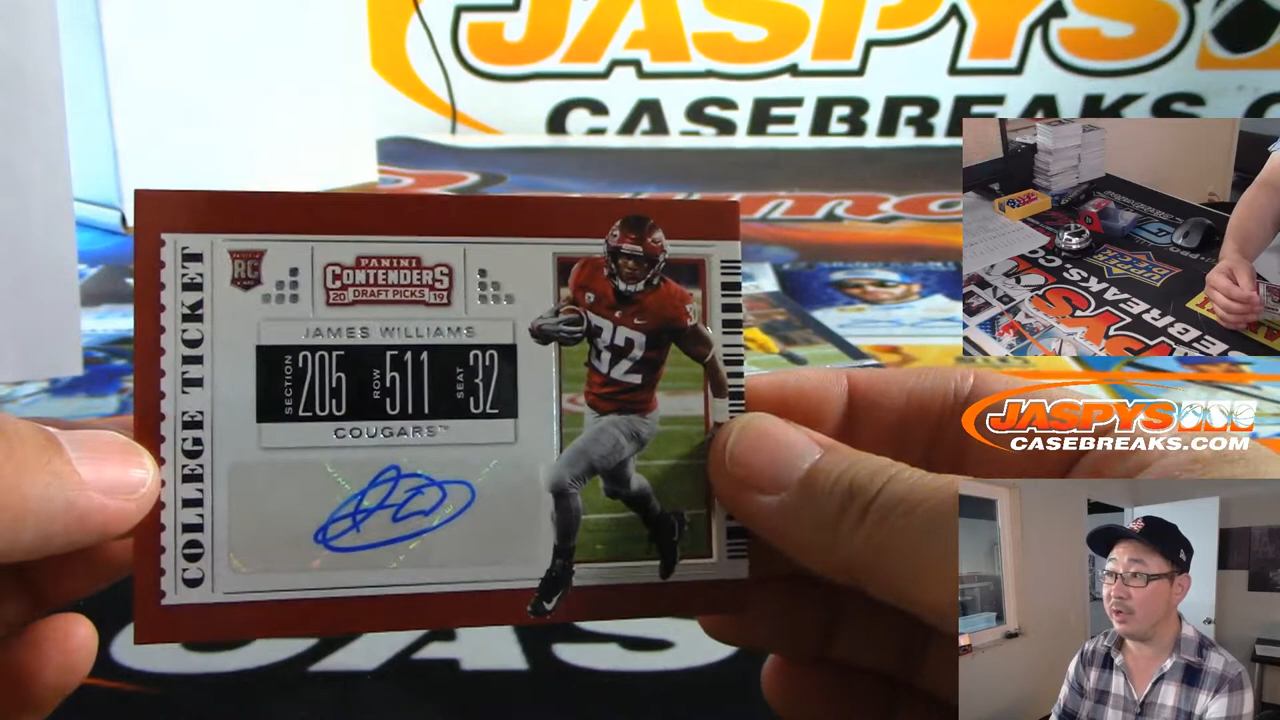 JASPYS
CASEBREAKS.C
COLLEGE TICKET
RC
PANINI
CONTENDERS
20 DRAFT PICKS 19
JAMES WILLIAMS
SECTION 205 ROW 511 SEAT 32
COUGARS™
32
UPPER DECK
JASPYS
CASEBREAKS.COM